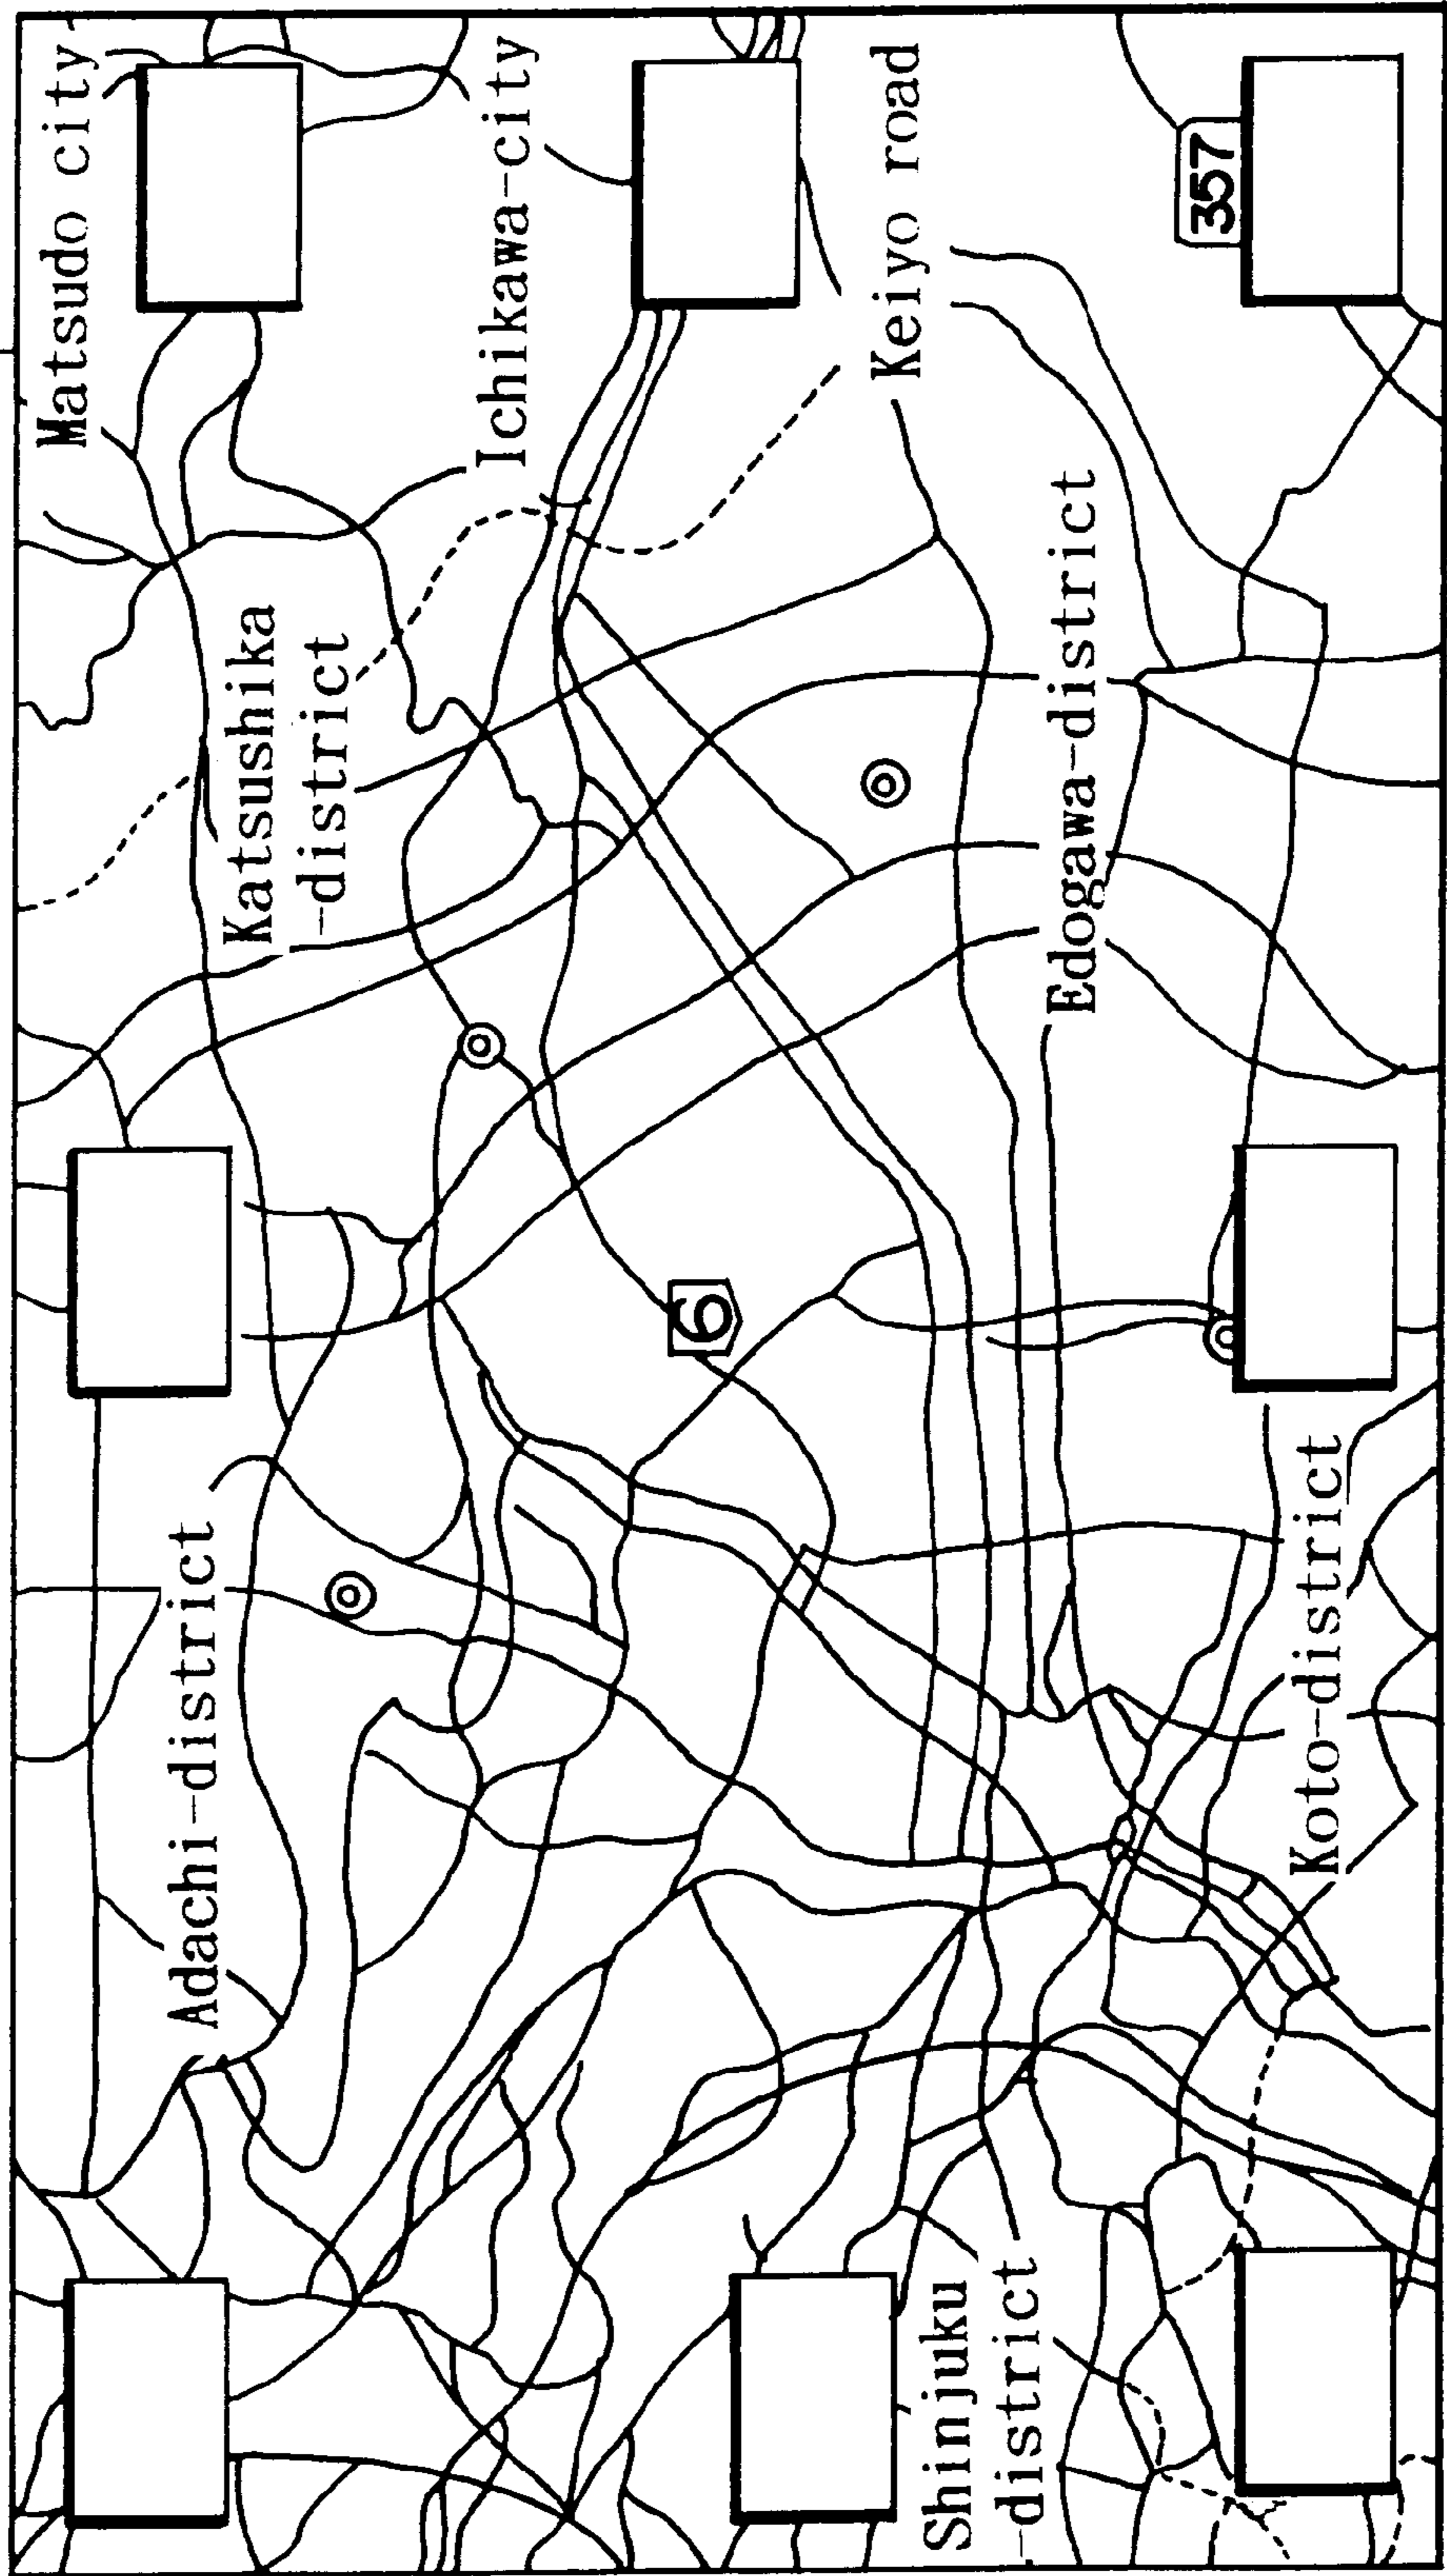 Matsudo city
Adachi-district
Katsushika
-district
Ichikawa-city
6
Keiyo road
Shinjuku
-district
Edogawa-district
357
Koto-district